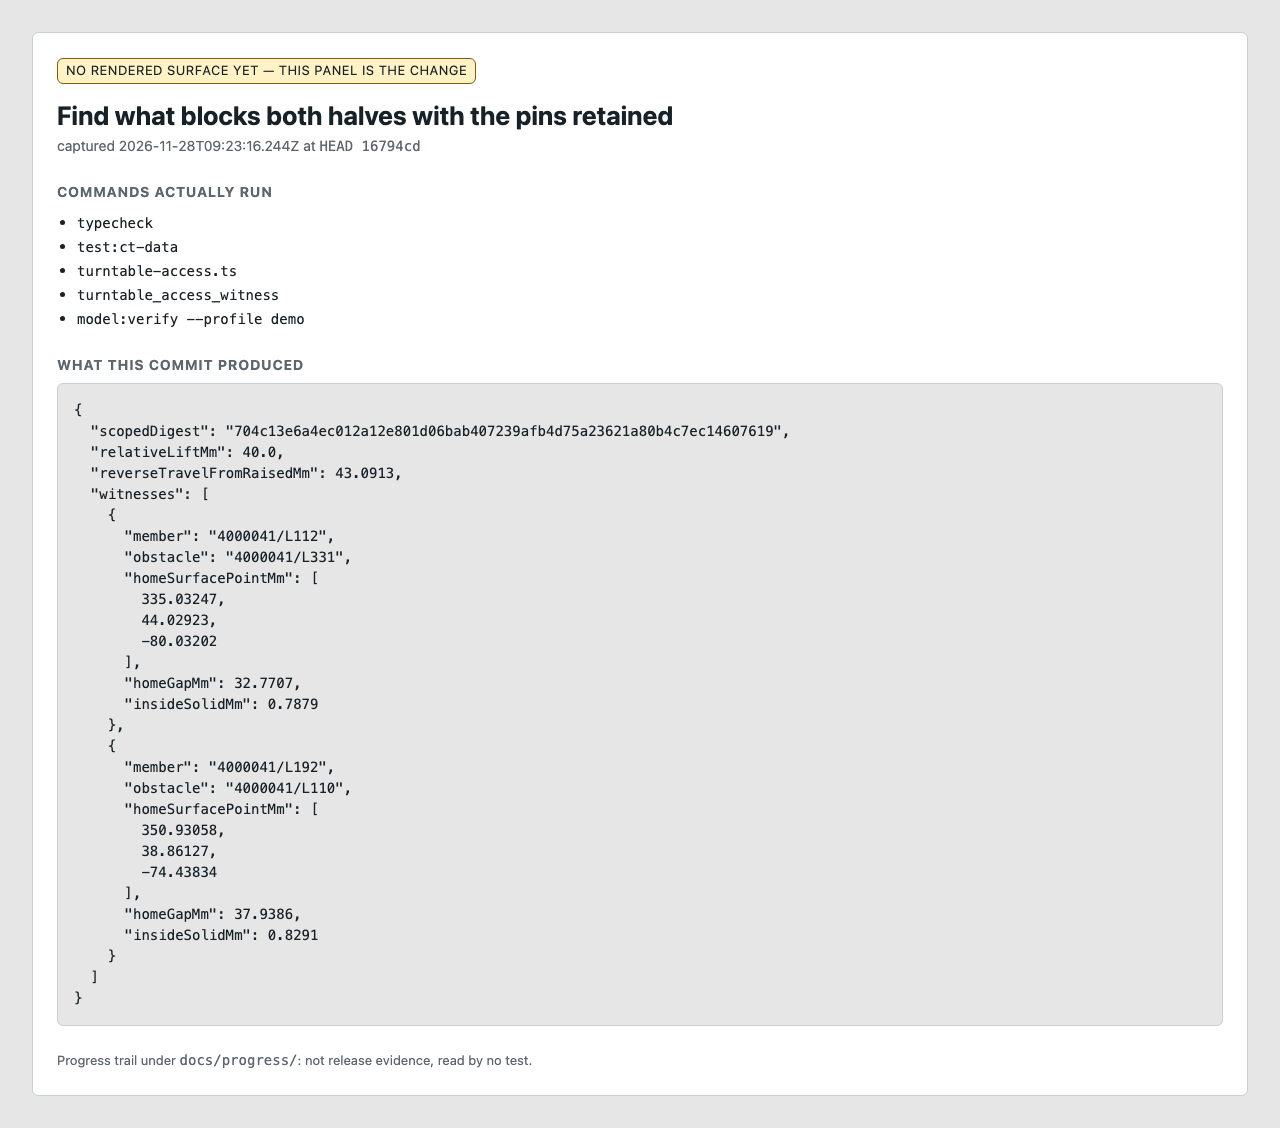 NO RENDERED SURFACE YET — THIS PANEL IS THE CHANGE
Find what blocks both halves with the pins retained
captured 2026-11-28T09:23:16.244Z at HEAD 16794cd
COMMANDS ACTUALLY RUN
• typecheck
• test:ct-data
• turntable-access.ts
• turntable_access_witness
• model:verify --profile demo
WHAT THIS COMMIT PRODUCED
{
  "scopedDigest": "704c13e6a4ec012a12e801d06bab407239afb4d75a23621a80b4c7ec14607619",
  "relativeLiftMm": 40.0,
  "reverseTravelFromRaisedMm": 43.0913,
  "witnesses": [
    {
      "member": "4000041/L112",
      "obstacle": "4000041/L331",
      "homeSurfacePointMm": [
        335.03247,
        44.02923,
        -80.03202
      ],
      "homeGapMm": 32.7707,
      "insideSolidMm": 0.7879
    },
    {
      "member": "4000041/L192",
      "obstacle": "4000041/L110",
      "homeSurfacePointMm": [
        350.93058,
        38.86127,
        -74.43834
      ],
      "homeGapMm": 37.9386,
      "insideSolidMm": 0.8291
    }
  ]
}
Progress trail under docs/progress/: not release evidence, read by no test.